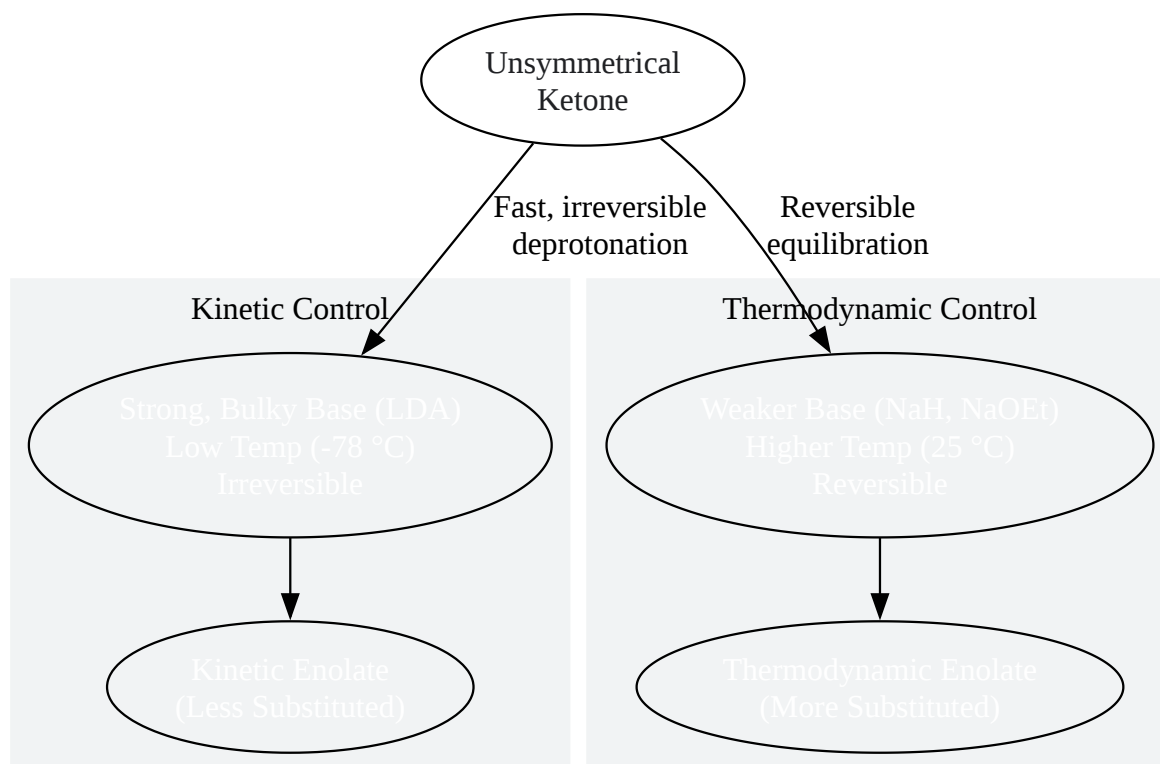 Unsymmetrical
Ketone
Fast, irreversible
deprotonation
Reversible
equilibration
Kinetic Control
Thermodynamic Control
Strong, Bulky Base (LDA)
Low Temp (-78 °C)
Irreversible
Weaker Base (NaH, NaOEt)
Higher Temp (25 °C)
Reversible
Kinetic Enolate
(Less Substituted)
Thermodynamic Enolate
(More Substituted)